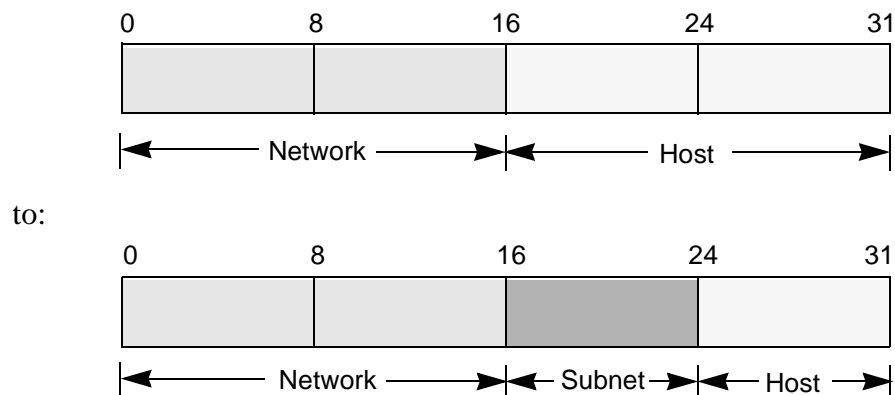 0 8 16 24 31
Network Host
to:
0 8 16 24 31
Network Subnet Host